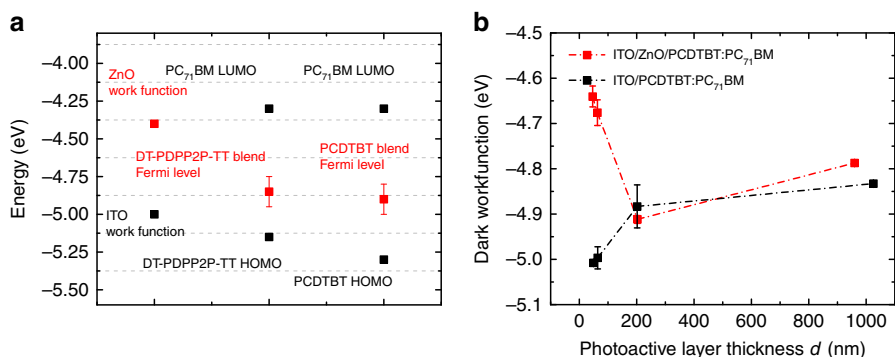 a
Energy (eV)
–4.00
–4.25
–4.50
–4.75
–5.00
–5.25
–5.50
ZnO
work function
PC71BM LUMO
PC71BM LUMO
DT-PDPP2P-TT blend
Fermi level
PCDTBT blend
Fermi level
ITO
work function
DT-PDPP2P-TT HOMO
PCDTBT HOMO
b
Dark workfunction (eV)
–4.5
–4.6
–4.7
–4.8
–4.9
–5.0
–5.1
ITO/ZnO/PCDTBT:PC71BM
ITO/PCDTBT:PC71BM
0 200 400 600 800 1000
Photoactive layer thickness d (nm)